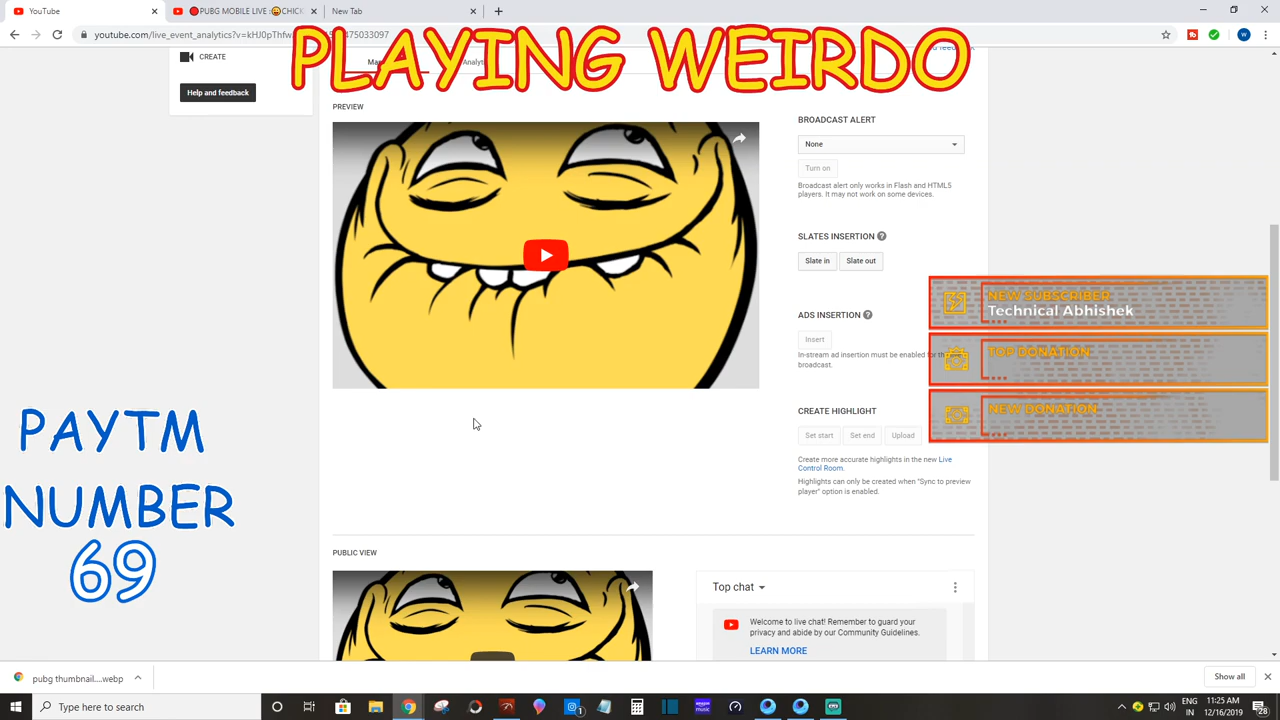 YouTube
PUBG MOBILE LIVE :
New Tab
youtube.com/live_event_analytics?v=
475033097
PLAYING WEIRDO
CREATE
Help and feedback
PREVIEW
BROADCAST ALERT
None
Turn on
Broadcast alert only works in Flash and HTML5
players. It may not work on some devices.
SLATES INSERTION
Slate in
Slate out
ADS INSERTION
Insert
In-stream ad insertion must be enabled for
broadcast.
NEW SUBSCRIBER
Technical Abhishek
TOP DONATION
NEW DONATION
CREATE HIGHLIGHT
Set start
Set end
Upload
Create more accurate highlights in the new Live
Control Room.
Highlights can only be created when "Sync to preview
player" option is enabled.
PAYTM
NUMBER
69
PUBLIC VIEW
Top chat
Welcome to live chat! Remember to guard your
privacy and abide by our Community Guidelines.
LEARN MORE
pubg thumbnail....webp
Show all
Type here to search
ENG
IN
11:25 AM
12/16/2019